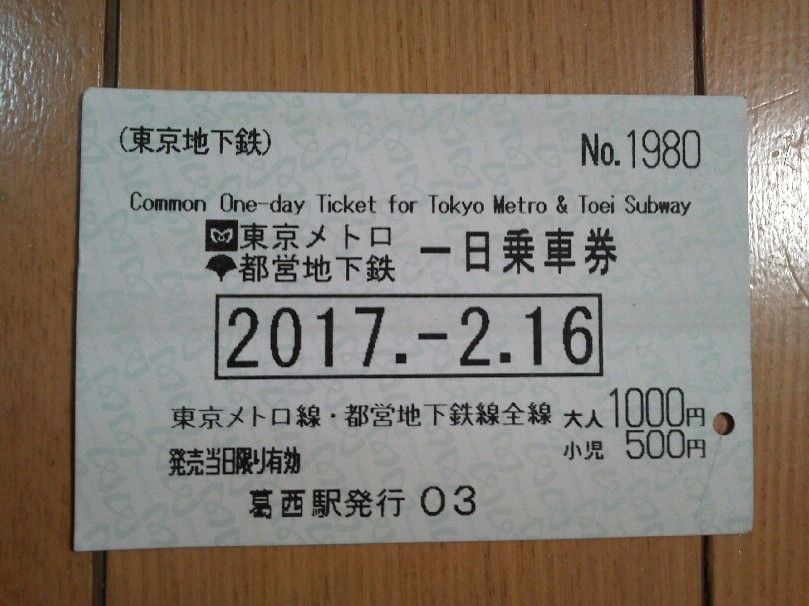 (東京地下鉄)
No.1980
Common One-day Ticket for Tokyo Metro & Toei Subway
東京メトロ
都営地下鉄
一日乗車券
2017.-2.16
東京メトロ線・都営地下鉄線全線
大人 1000円
小児 500円
発売当日限り有効
葛西駅発行 03